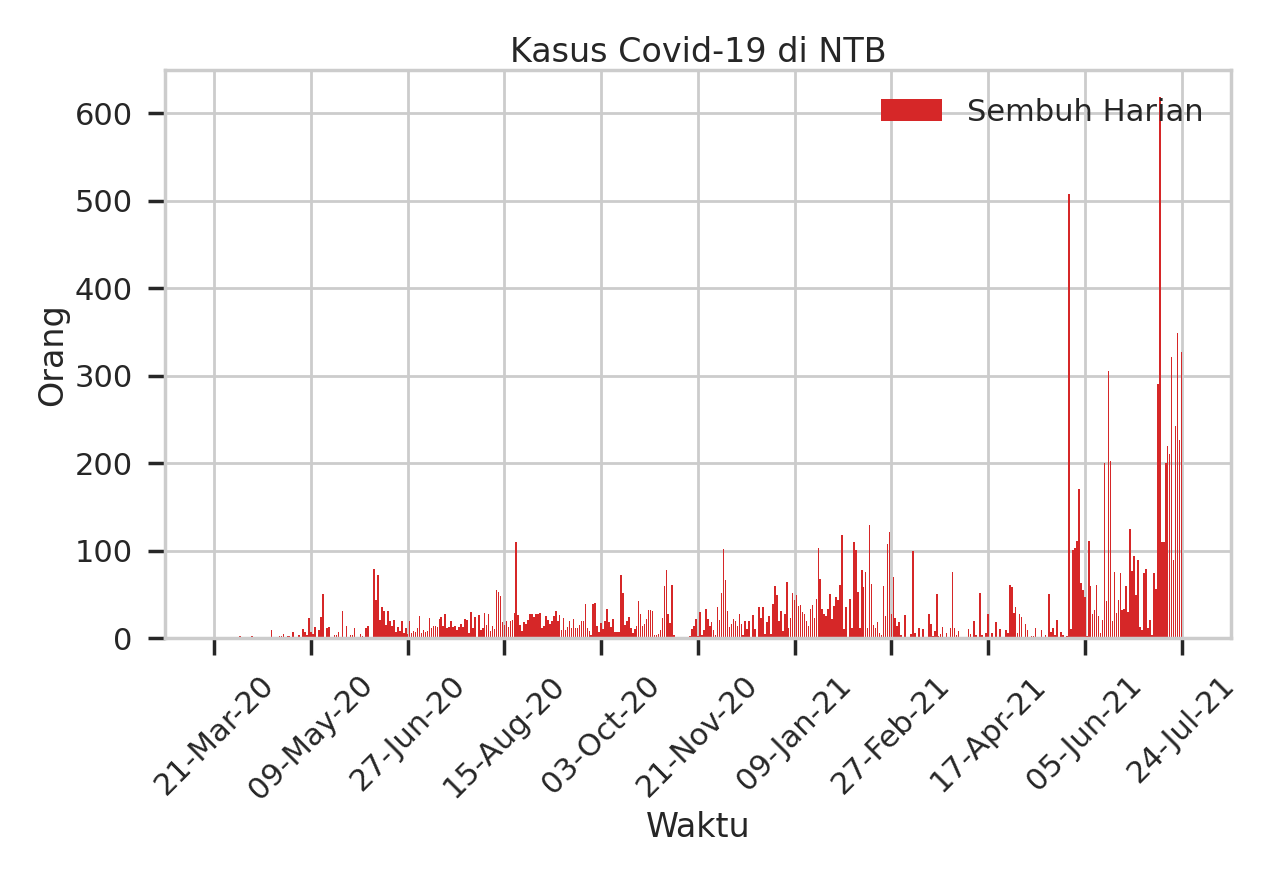 Kasus Covid-19 di NTB
Sembuh Harian
600
500
400
300
200
100
0
Orang
21-Mar-20
09-May-20
27-Jun-20
15-Aug-20
03-Oct-20
21-Nov-20
09-Jan-21
27-Feb-21
17-Apr-21
05-Jun-21
24-Jul-21
Waktu